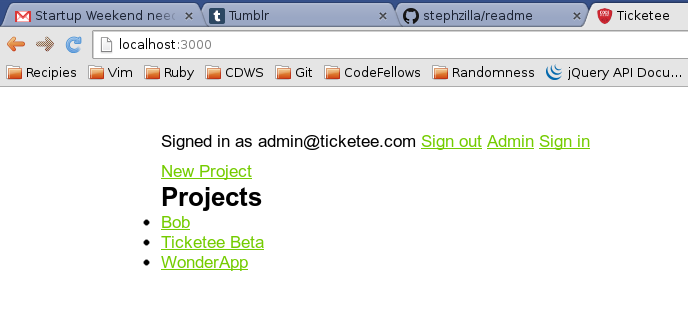 Startup Weekend need Tumblr stephzilla/readme Ticketee
localhost:3000
Recipies Vim Ruby CDWS Git CodeFellows Randomness jQuery API Docu...
Signed in as admin@ticketee.com Sign out Admin Sign in
New Project
Projects
Bob
Ticketee Beta
WonderApp